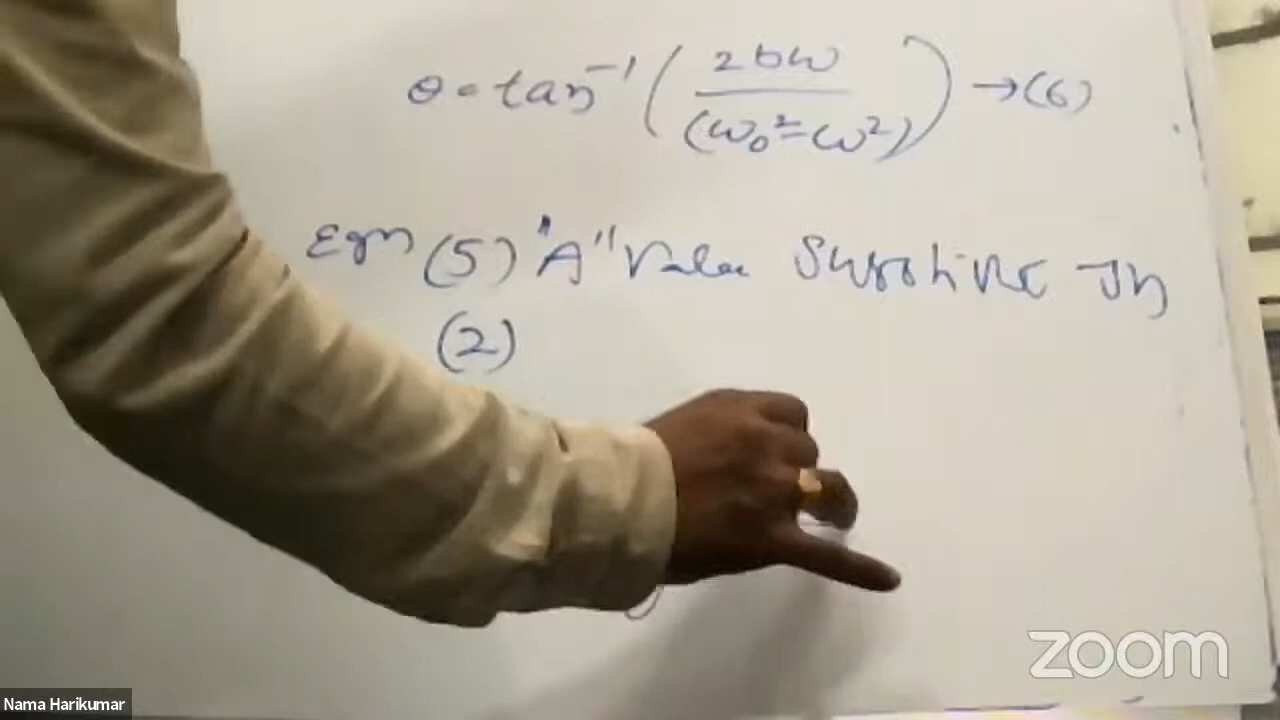 θ = tan⁻¹ ( 2bω / (ω₀² - ω²) ) → (6)
Eqn (5) "A" Value Substitute In
(2)
zoom
Nama Harikumar